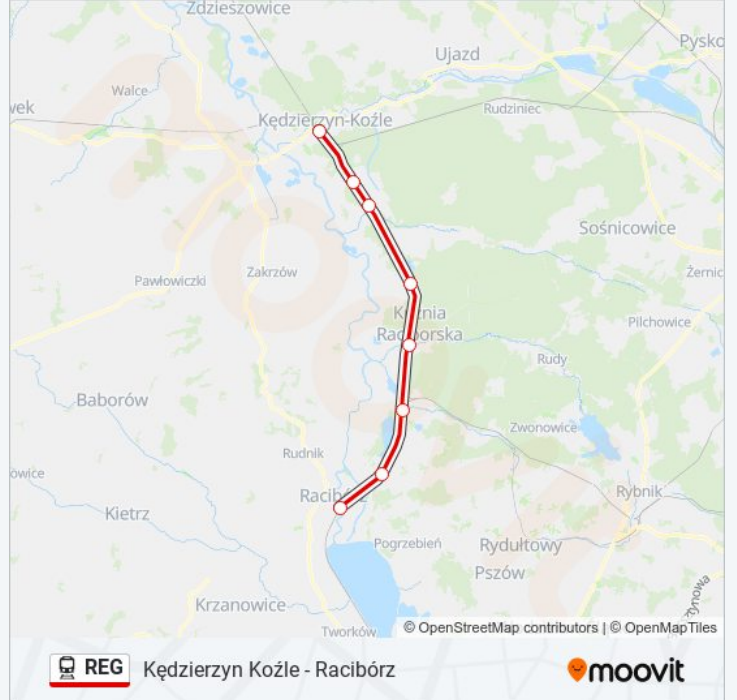 Zdzieszowice
Ujazd
Pysko
Walce
wek
Rudziniec
Kędzierzyn-Koźle
Sośnicowice
Zakrzów
Żernic
Pawłowiczki
Kuźnia
Raciborska
Pilchowice
Rudy
Baborów
Zwonowice
Rudnik
owice
Racibórz
Rybnik
Kietrz
Pogrzebień
Rydułtowy
Pszów
Krzanowice
Tworków
© OpenStreetMap contributors | © OpenMapTiles
REG Kędzierzyn Koźle - Racibórz
moovit